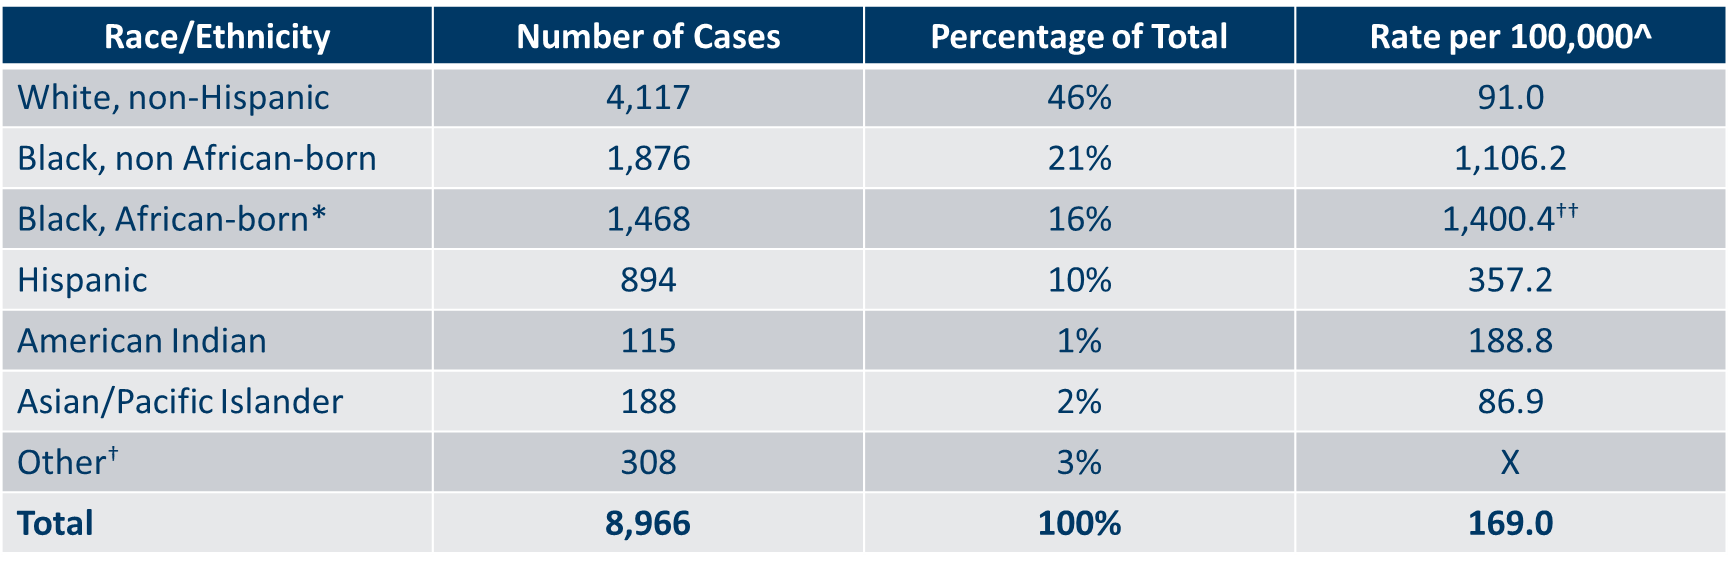 Race/Ethnicity Number of Cases Percentage of Total Rate per 100,000^
White, non-Hispanic 4,117 46% 91.0
Black, non African-born 1,876 21% 1,106.2
Black, African-born* 1,468 16% 1,400.4††
Hispanic 894 10% 357.2
American Indian 115 1% 188.8
Asian/Pacific Islander 188 2% 86.9
Other† 308 3% X
Total 8,966 100% 169.0